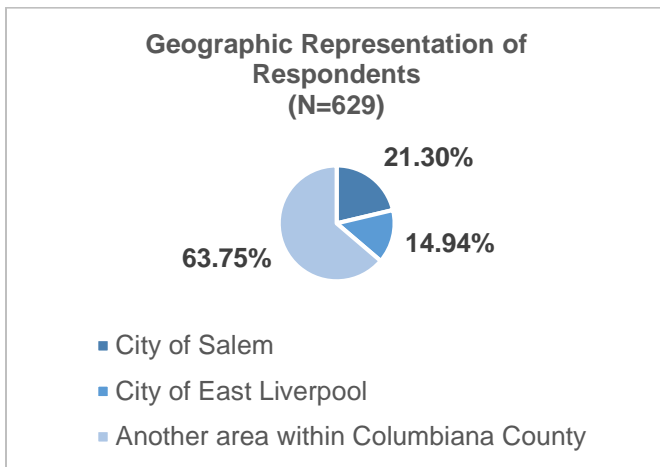 Geographic Representation of
Respondents
(N=629)
21.30%
14.94%
63.75%
City of Salem
City of East Liverpool
Another area within Columbiana County